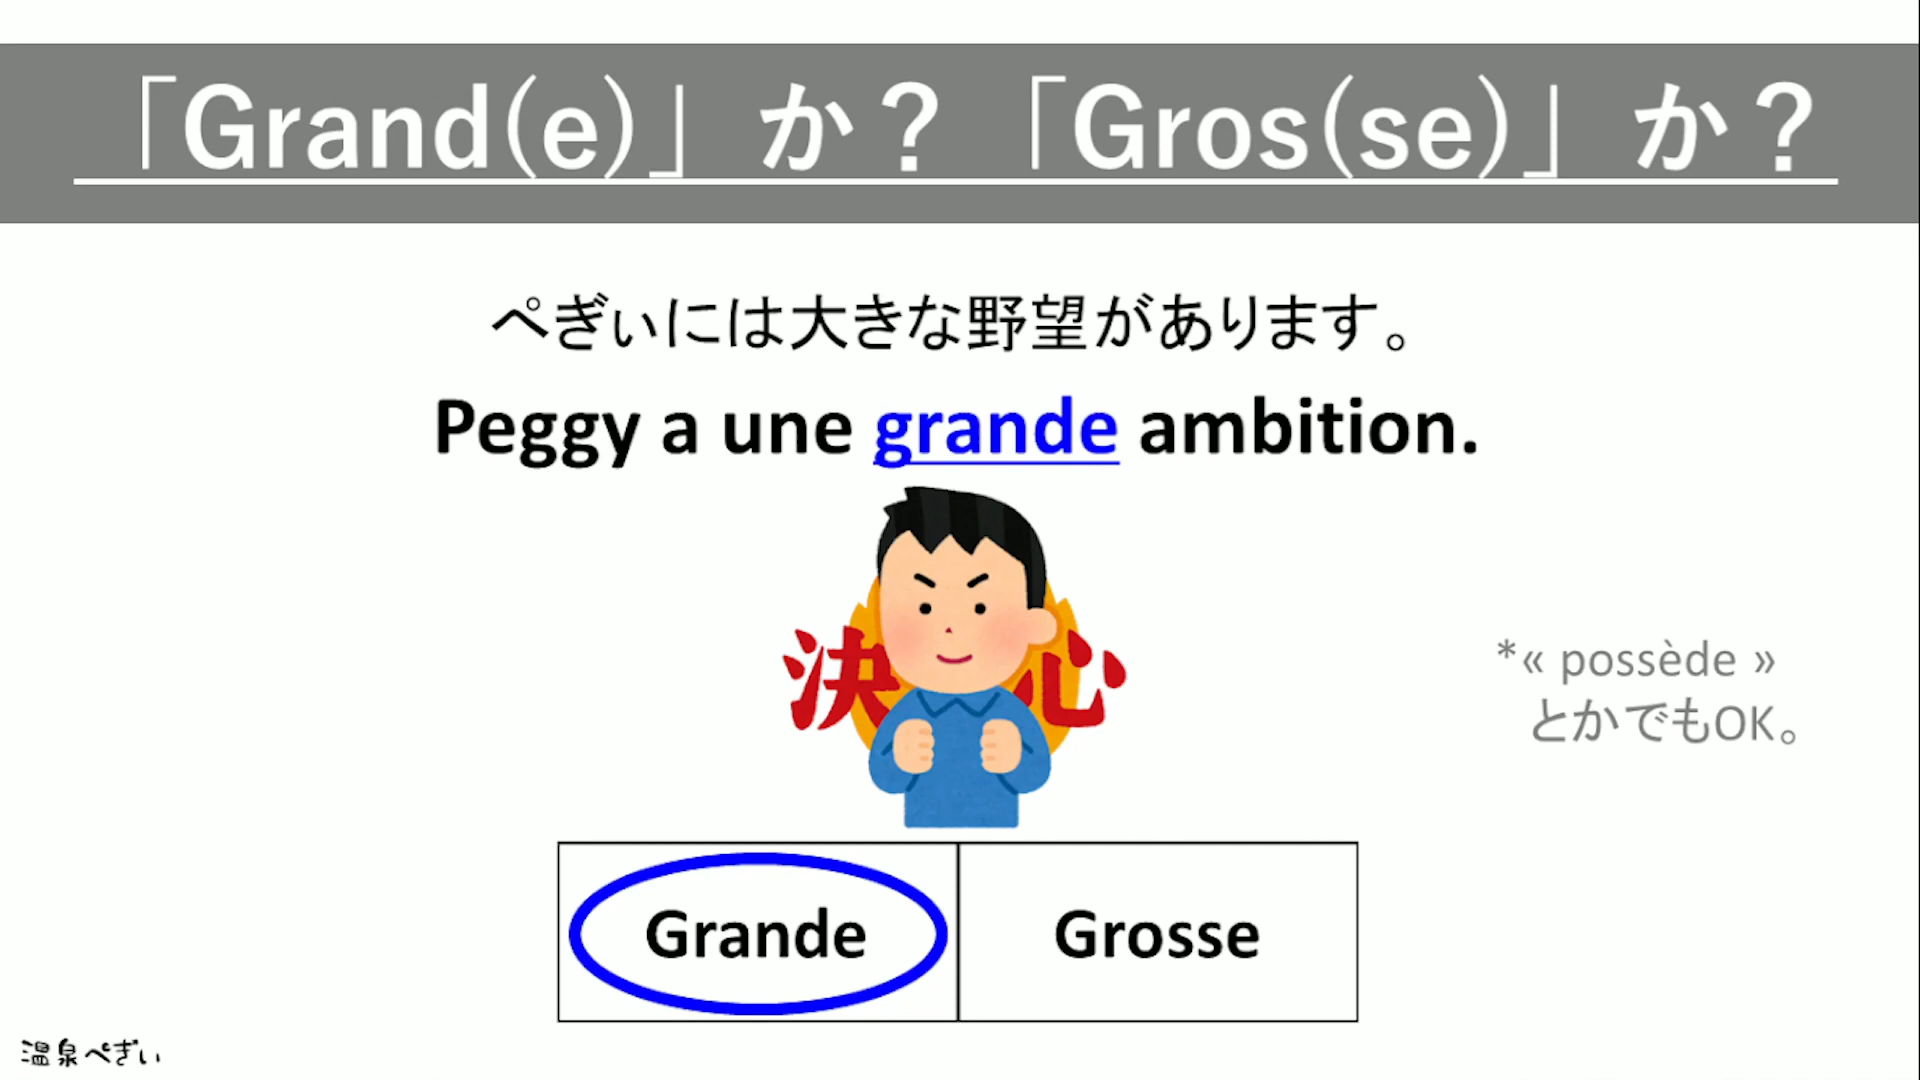 「Grand(e)」か？「Gros(se)」か？
ぺぎぃには大きな野望があります。
Peggy a une grande ambition.
決心
*« possède »
とかでもOK。
Grande
Grosse
温泉ぺぎぃ